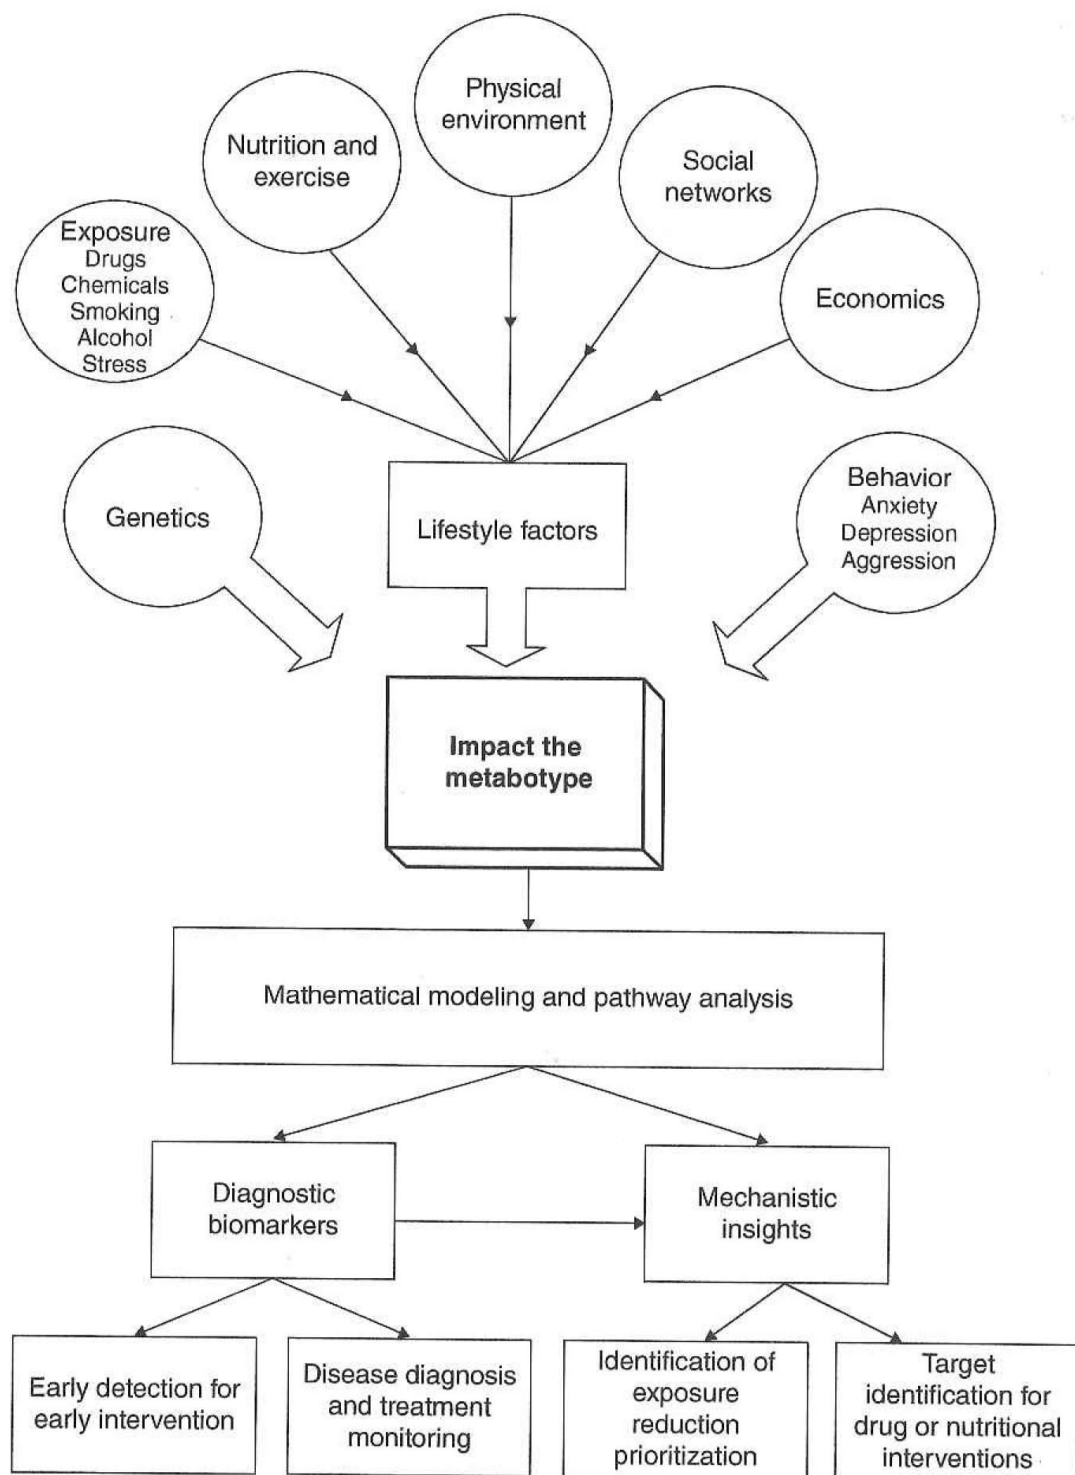 Physical
environment
Nutrition and
exercise
Social
networks
Exposure
Drugs
Chemicals
Smoking
Alcohol
Stress
Economics
Genetics
Lifestyle factors
Behavior
Anxiety
Depression
Aggression
Impact the
metabotype
Mathematical modeling and pathway analysis
Diagnostic
biomarkers
Mechanistic
insights
Early detection for
early intervention
Disease diagnosis
and treatment
monitoring
Identification of
exposure
reduction
prioritization
Target
identification for
drug or nutritional
interventions